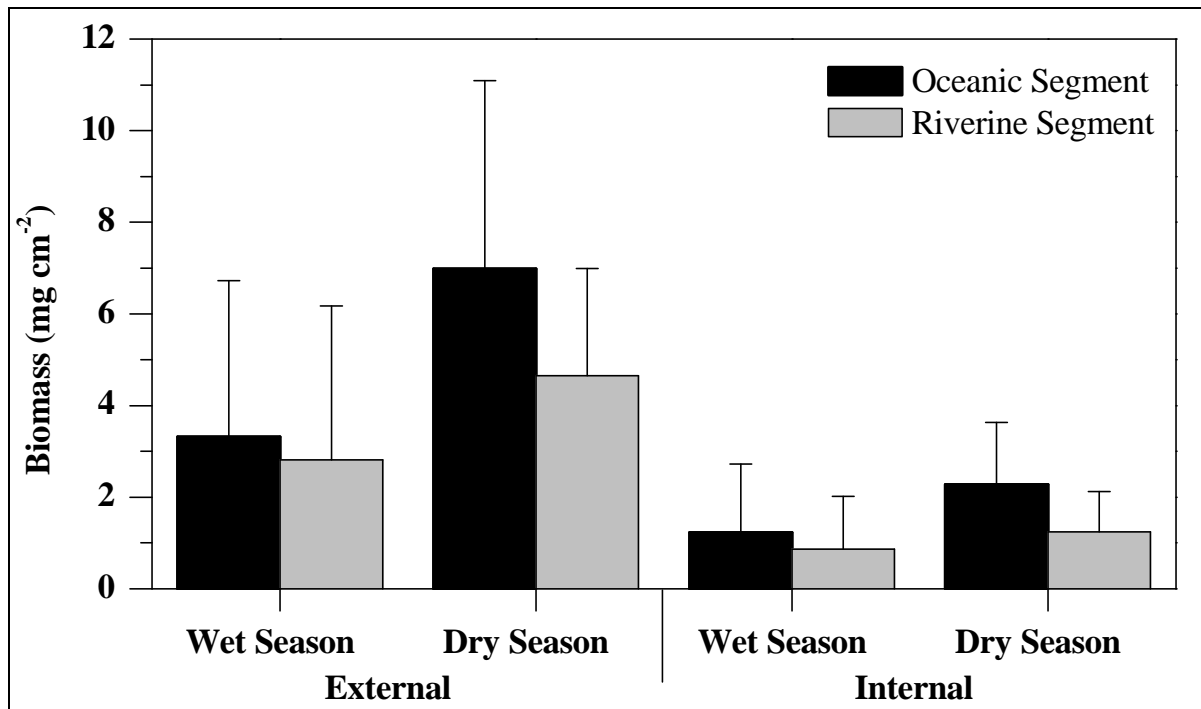 12
10
8
6
4
2
0
Biomass (mg cm⁻²)
Oceanic Segment
Riverine Segment
Wet Season Dry Season Wet Season Dry Season
External Internal